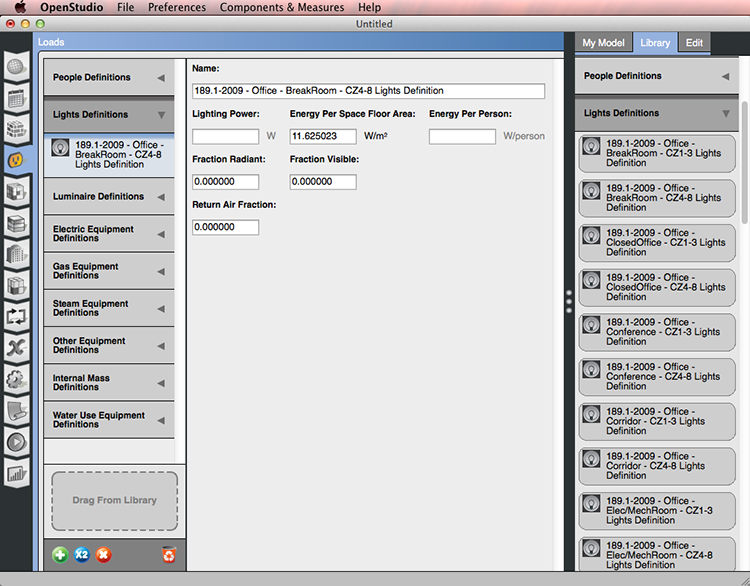 OpenStudio File Preferences Components & Measures Help
Untitled
Loads
My Model Library Edit
People Definitions
Lights Definitions
189.1-2009 - Office -
BreakRoom - CZ4-8
Lights Definition
Luminaire Definitions
Electric Equipment
Definitions
Gas Equipment
Definitions
Steam Equipment
Definitions
Other Equipment
Definitions
Internal Mass
Definitions
Water Use Equipment
Definitions
Drag From Library
X2
Name:
189.1-2009 - Office - BreakRoom - CZ4-8 Lights Definition
Lighting Power: Energy Per Space Floor Area: Energy Per Person:
W 11.625023 W/m² W/person
Fraction Radiant: Fraction Visible:
0.000000 0.000000
Return Air Fraction:
0.000000
People Definitions
Lights Definitions
189.1-2009 - Office -
BreakRoom - CZ1-3 Lights
Definition
189.1-2009 - Office -
BreakRoom - CZ4-8 Lights
Definition
189.1-2009 - Office -
ClosedOffice - CZ1-3 Lights
Definition
189.1-2009 - Office -
ClosedOffice - CZ4-8 Lights
Definition
189.1-2009 - Office -
Conference - CZ1-3 Lights
Definition
189.1-2009 - Office -
Conference - CZ4-8 Lights
Definition
189.1-2009 - Office -
Corridor - CZ1-3 Lights
Definition
189.1-2009 - Office -
Corridor - CZ4-8 Lights
Definition
189.1-2009 - Office -
Elec/MechRoom - CZ1-3
Lights Definition
189.1-2009 - Office -
Elec/MechRoom - CZ4-8
Lights Definition